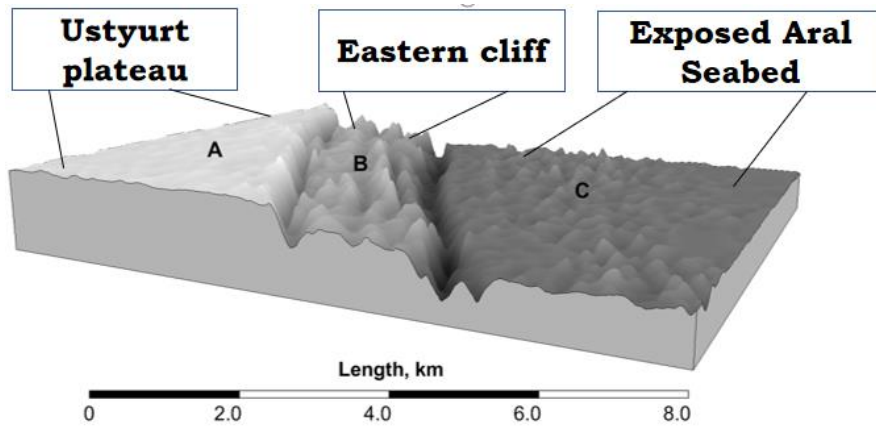 Ustyurt
plateau
Eastern cliff
Exposed Aral
Seabed
A
B
C
Length, km
0 2.0 4.0 6.0 8.0